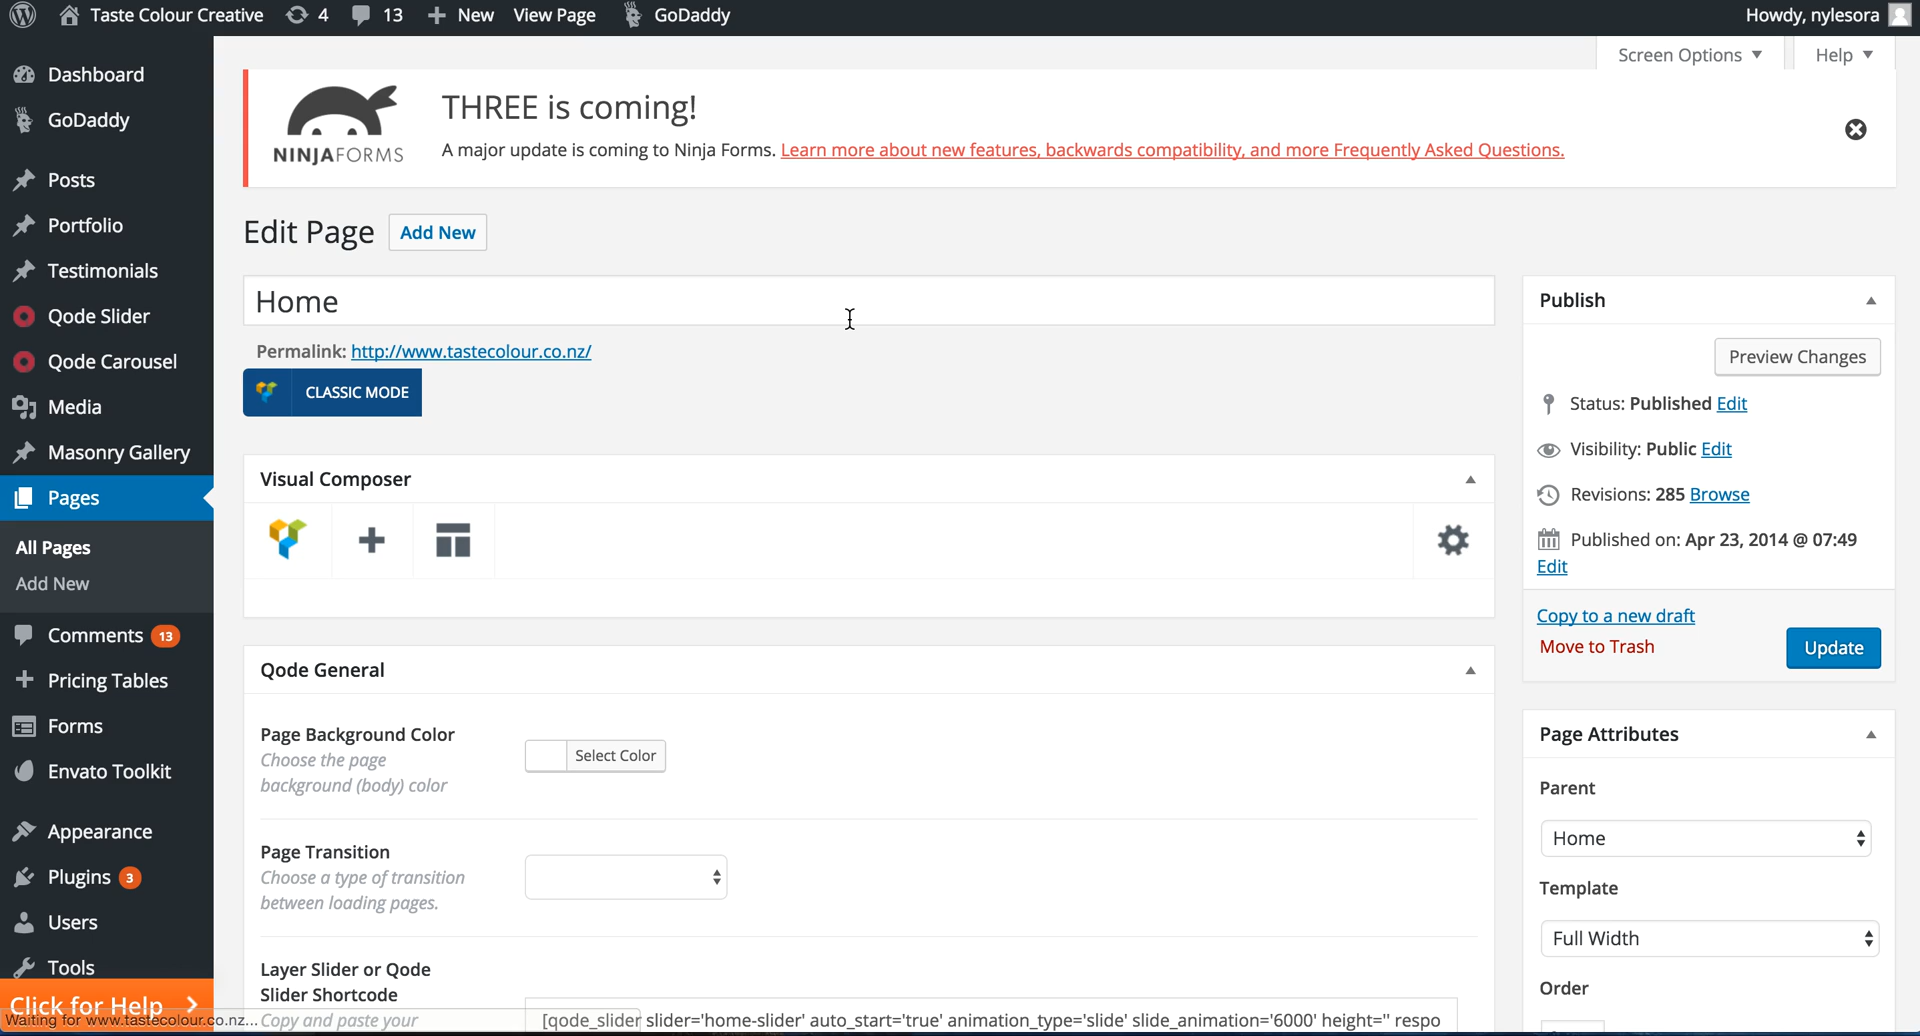 Taste Colour Creative 4 13 New View Page GoDaddy Howdy, nylesora
Screen Options Help
Dashboard
GoDaddy
Posts
Portfolio
Testimonials
Qode Slider
Qode Carousel
Media
Masonry Gallery
Pages
All Pages
Add New
Comments 13
Pricing Tables
Forms
Envato Toolkit
Appearance
Plugins 3
Users
Tools
Click for Help
Waiting for www.tastecolour.co.nz...
NINJAFORMS
THREE is coming!
A major update is coming to Ninja Forms. Learn more about new features, backwards compatibility, and more Frequently Asked Questions.
Edit Page Add New
Home
Permalink: http://www.tastecolour.co.nz/
CLASSIC MODE
Visual Composer
Qode General
Page Background Color
Choose the page
background (body) color
Select Color
Page Transition
Choose a type of transition
between loading pages.
Layer Slider or Qode
Slider Shortcode
Copy and paste your
[qode_slider slider='home-slider' auto_start='true' animation_type='slide' slide_animation='6000' height='' respo
Publish
Preview Changes
Status: Published Edit
Visibility: Public Edit
Revisions: 285 Browse
Published on: Apr 23, 2014 @ 07:49
Edit
Copy to a new draft
Move to Trash
Update
Page Attributes
Parent
Home
Template
Full Width
Order